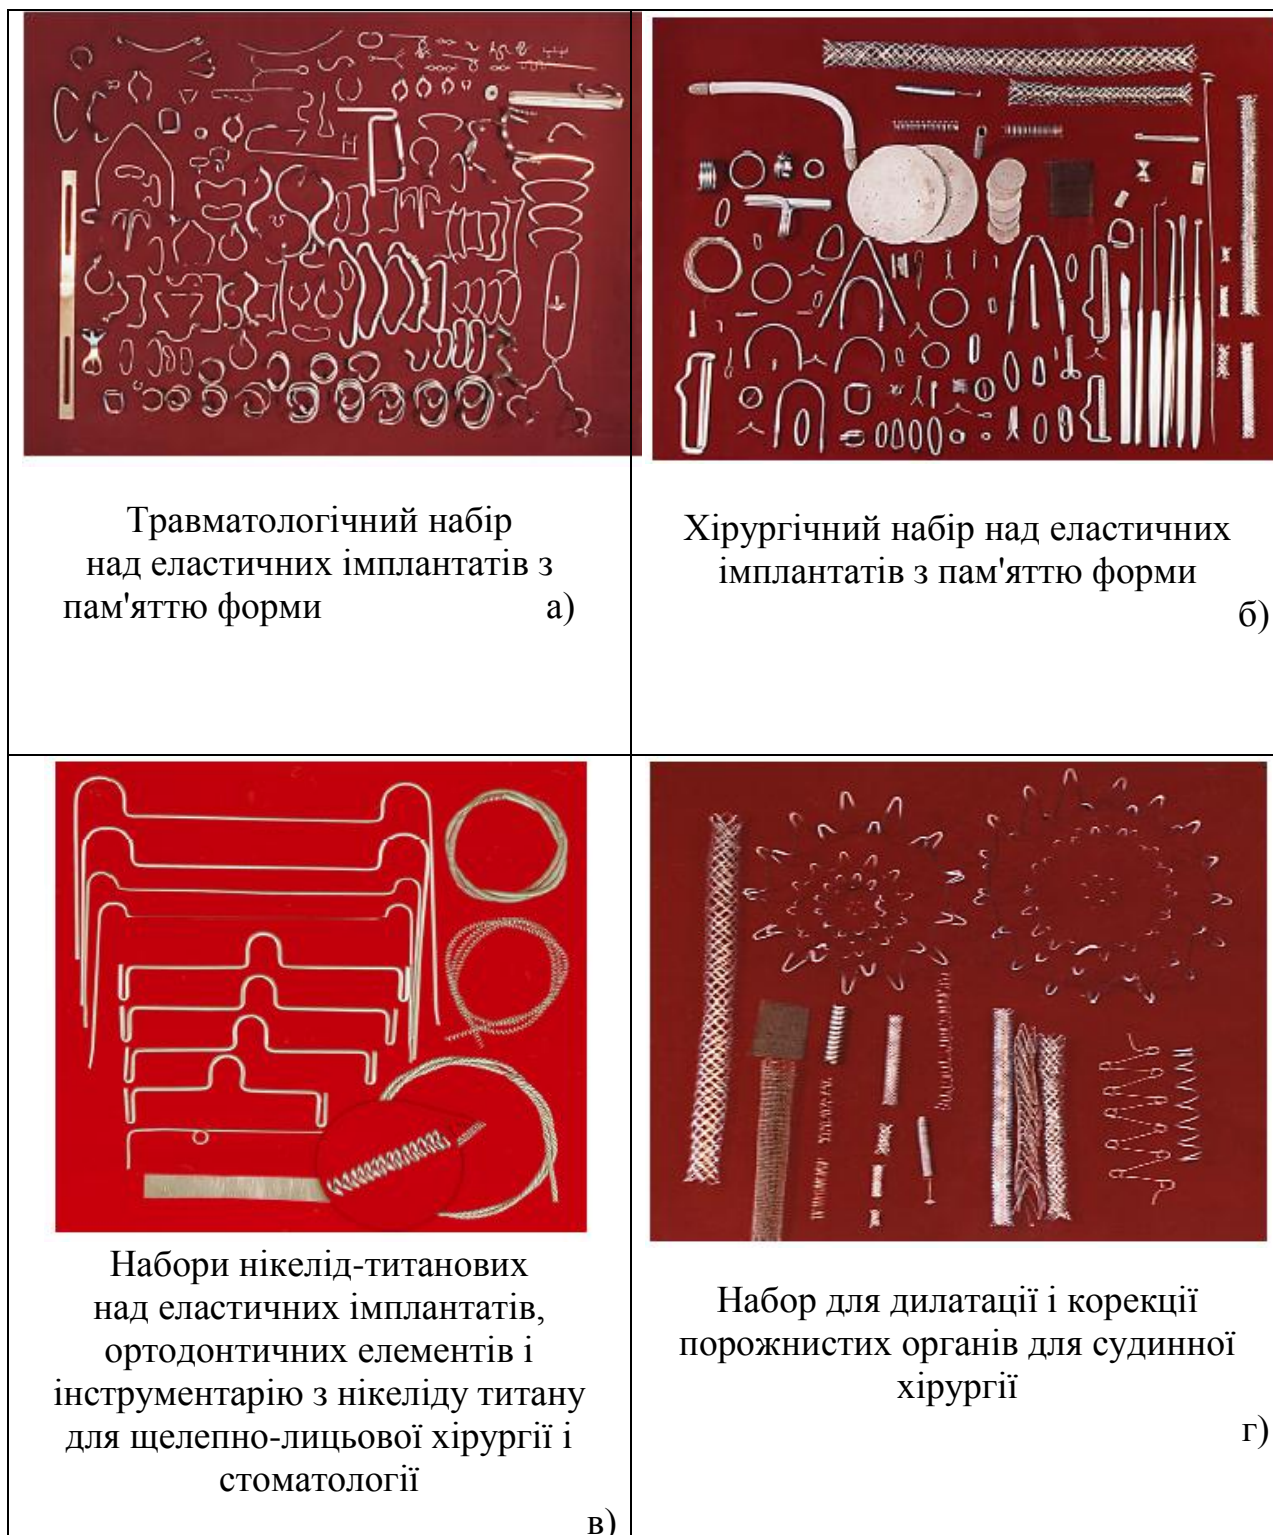 Травматологічний набір
над еластичних імплантатів з
пам'яттю форми а)
Хірургічний набір над еластичних
імплантатів з пам'яттю форми
б)
Набори нікелід-титанових
над еластичних імплантатів,
ортодонтичних елементів і
інструментарію з нікеліду титану
для щелепно-лицьової хірургії і
стоматології
в)
Набор для дилатації і корекції
порожнистих органів для судинної
хірургії
г)